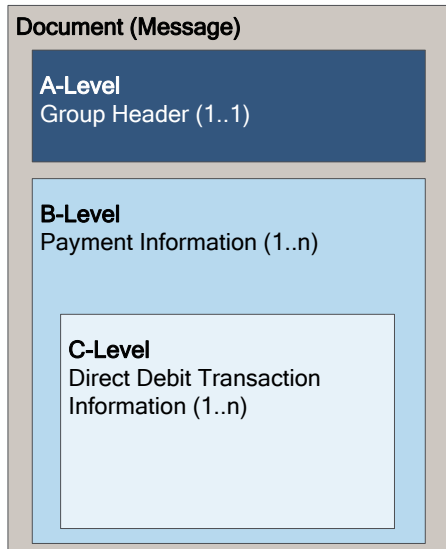 Document (Message)
A-Level
Group Header (1..1)
B-Level
Payment Information (1..n)
C-Level
Direct Debit Transaction
Information (1..n)